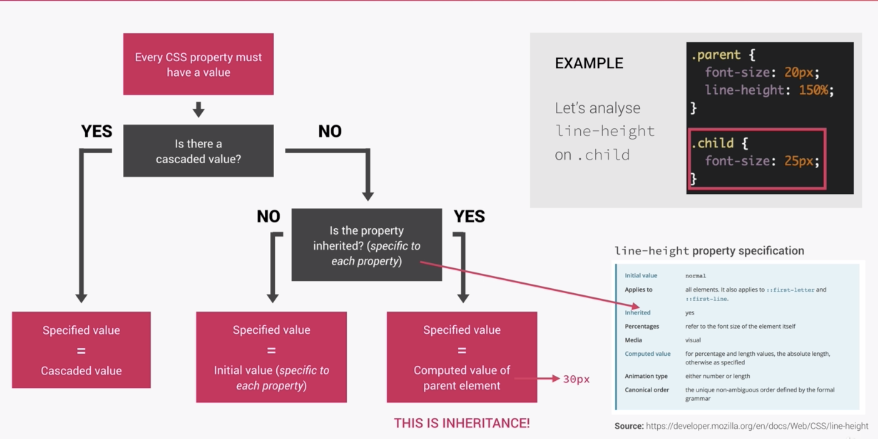 Every CSS property must
have a value
YES
Is there a
cascaded value?
NO
NO
Is the property
inherited? (specific to
each property)
YES
Specified value
=
Cascaded value
Specified value
=
Initial value (specific to
each property)
Specified value
=
Computed value of
parent element
30px
THIS IS INHERITANCE!
EXAMPLE
Let's analyse
line-height
on .child
.parent {
font-size: 20px;
line-height: 150%;
}
.child {
font-size: 25px;
}
line-height property specification
Initial value normal
Applies to all elements. It also applies to ::first-letter and
::first-line.
Inherited yes
Percentages refer to the font size of the element itself
Media visual
Computed value for percentage and length values, the absolute length,
otherwise as specified
Animation type either number or length
Canonical order the unique non-ambiguous order defined by the formal
grammar
Source: https://developer.mozilla.org/en/docs/Web/CSS/line-height